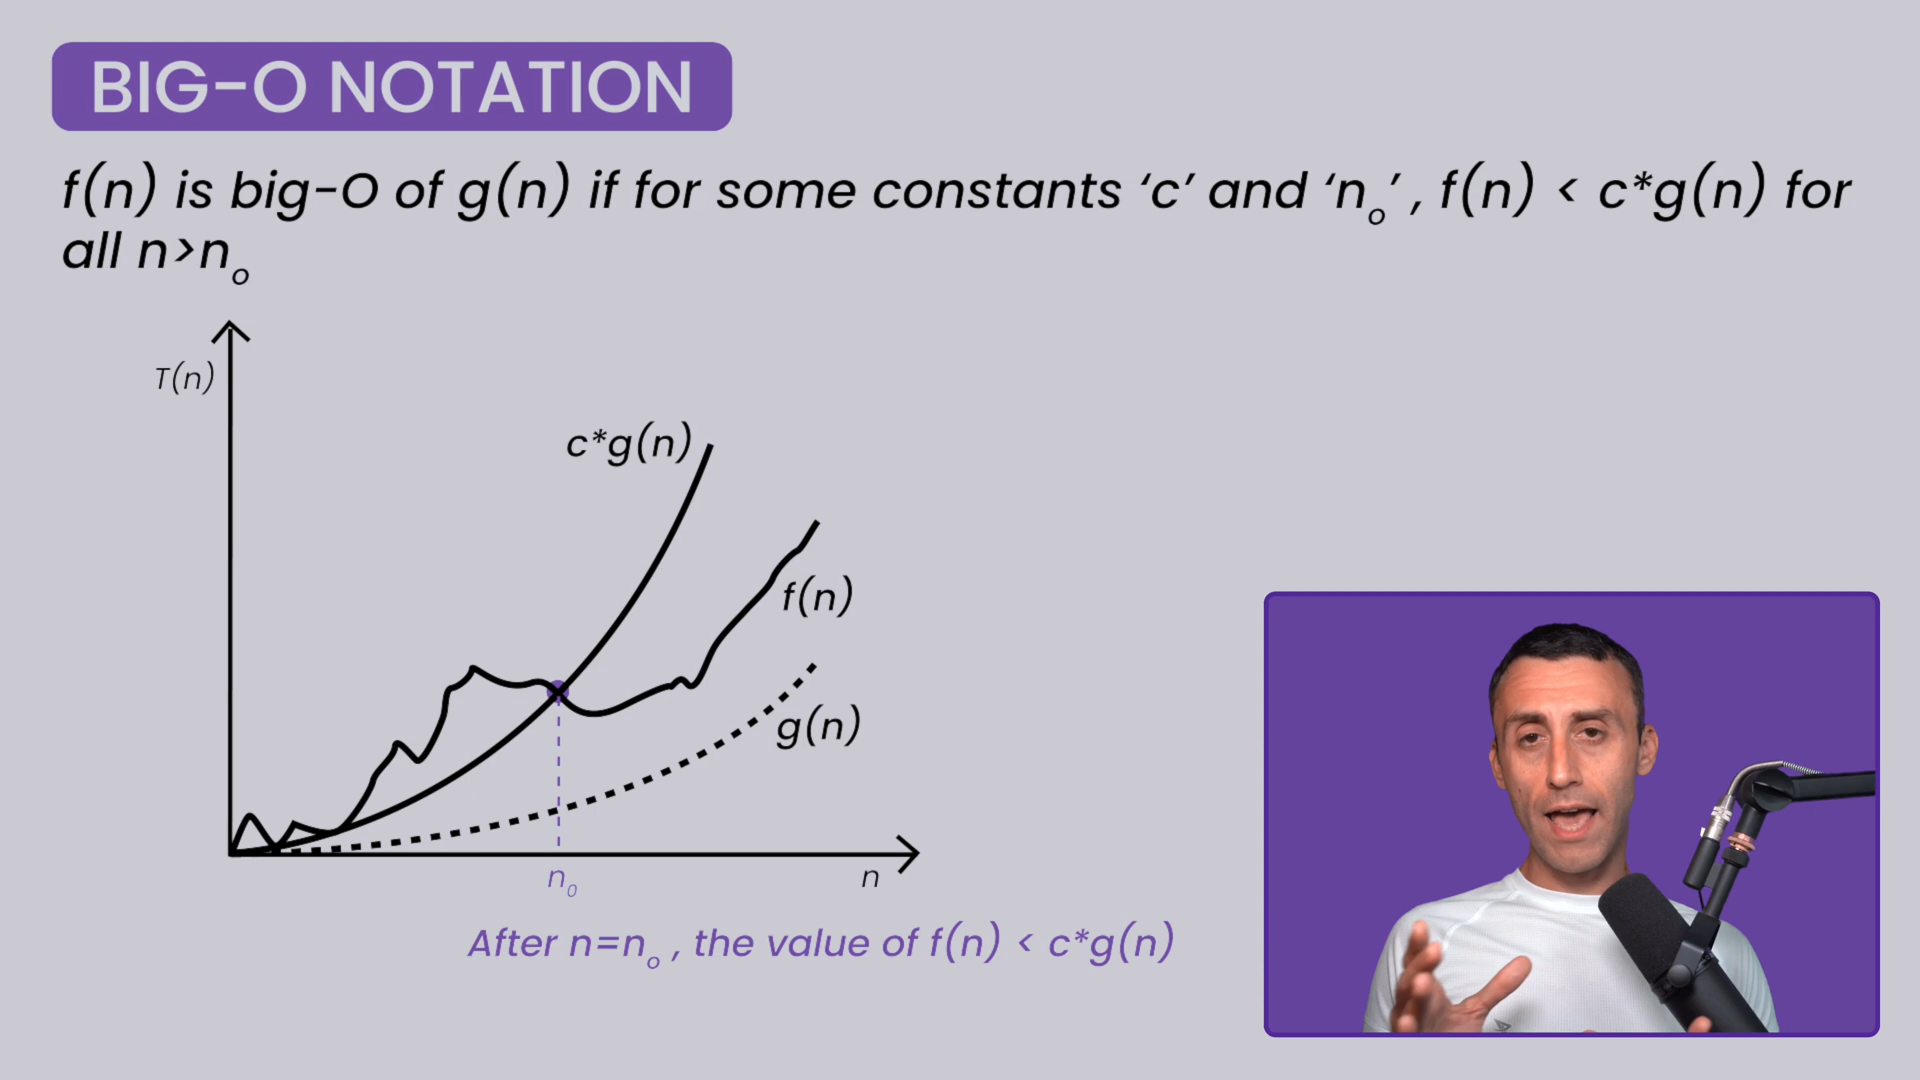 BIG-O NOTATION
f(n) is big-O of g(n) if for some constants ‘c’ and ‘nₒ’ , f(n) < c*g(n) for
all n>nₒ
T(n)
c*g(n)
f(n)
g(n)
n₀
n
After n=nₒ , the value of f(n) < c*g(n)